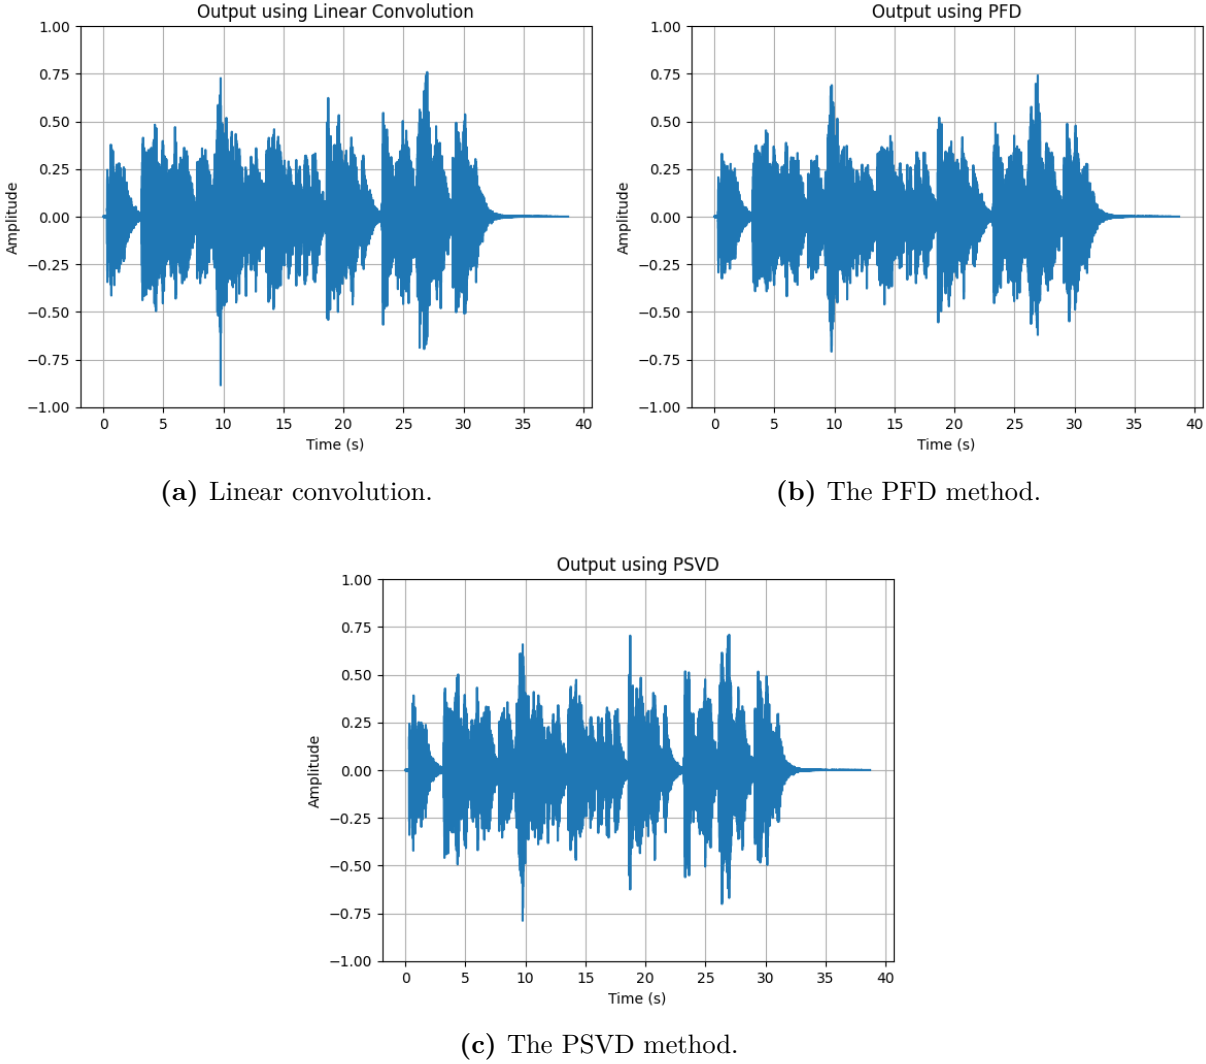 Output using Linear Convolution
1.00
0.75
0.50
0.25
0.00
−0.25
−0.50
−0.75
−1.00
Amplitude
0 5 10 15 20 25 30 35 40
Time (s)
(a) Linear convolution.
Output using PFD
1.00
0.75
0.50
0.25
0.00
−0.25
−0.50
−0.75
−1.00
Amplitude
0 5 10 15 20 25 30 35 40
Time (s)
(b) The PFD method.
Output using PSVD
1.00
0.75
0.50
0.25
0.00
−0.25
−0.50
−0.75
−1.00
Amplitude
0 5 10 15 20 25 30 35 40
Time (s)
(c) The PSVD method.